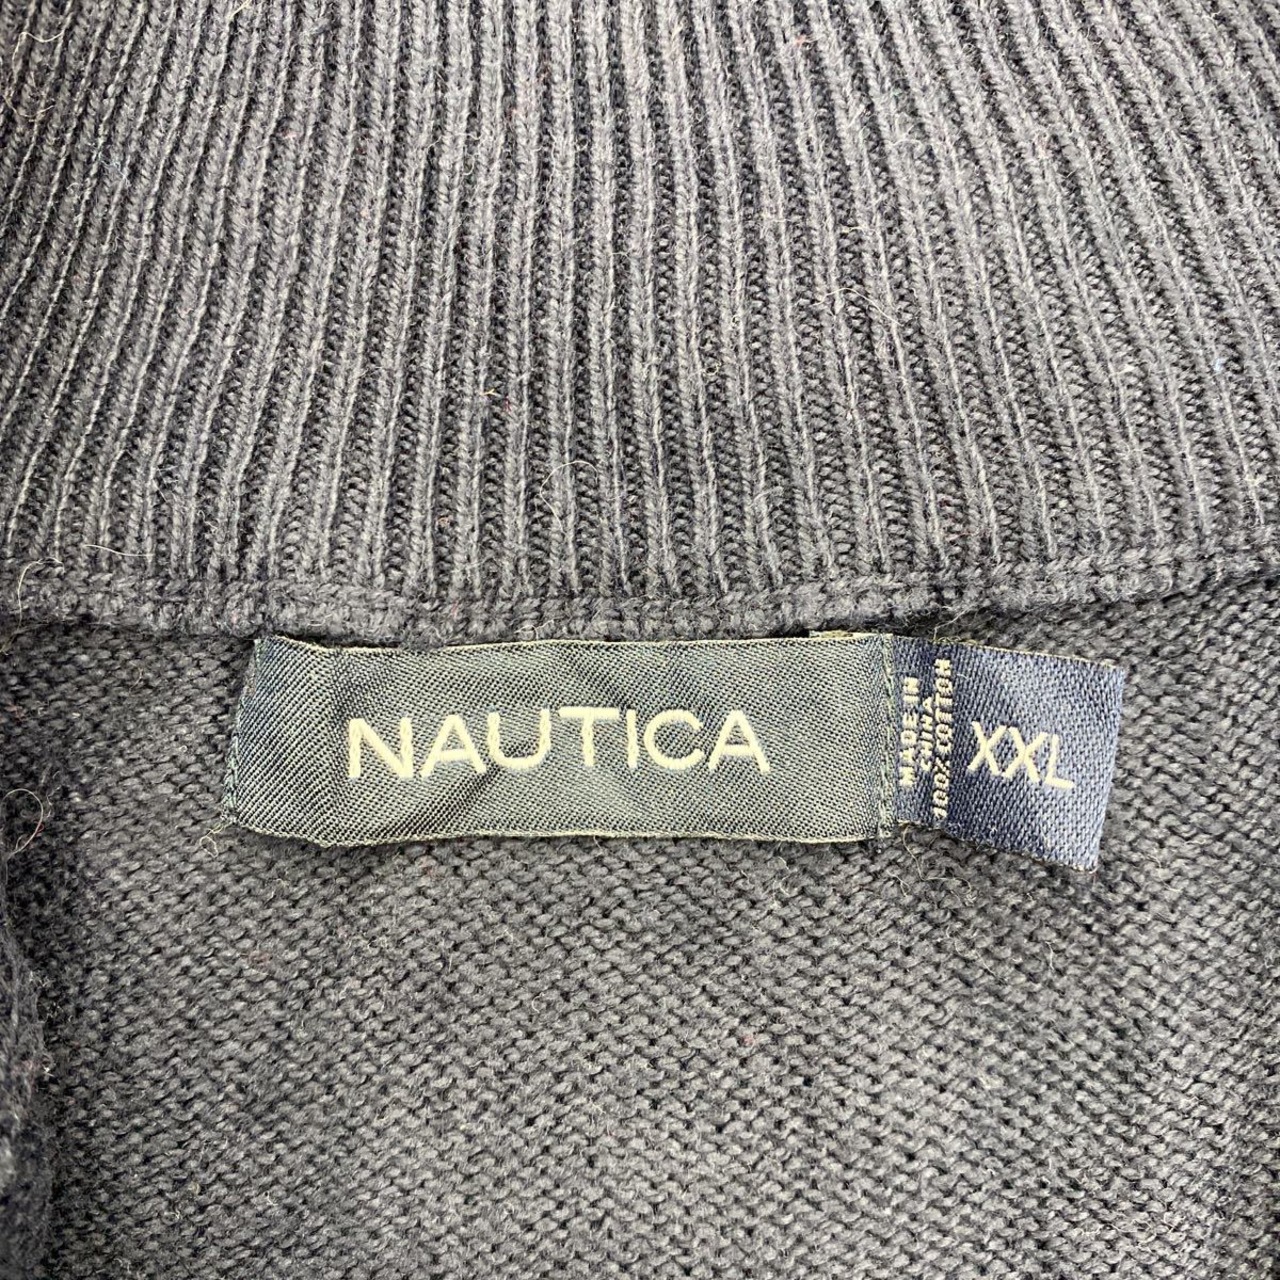 NAUTICA
MADE IN
CHINA
100% COTTON
XXL